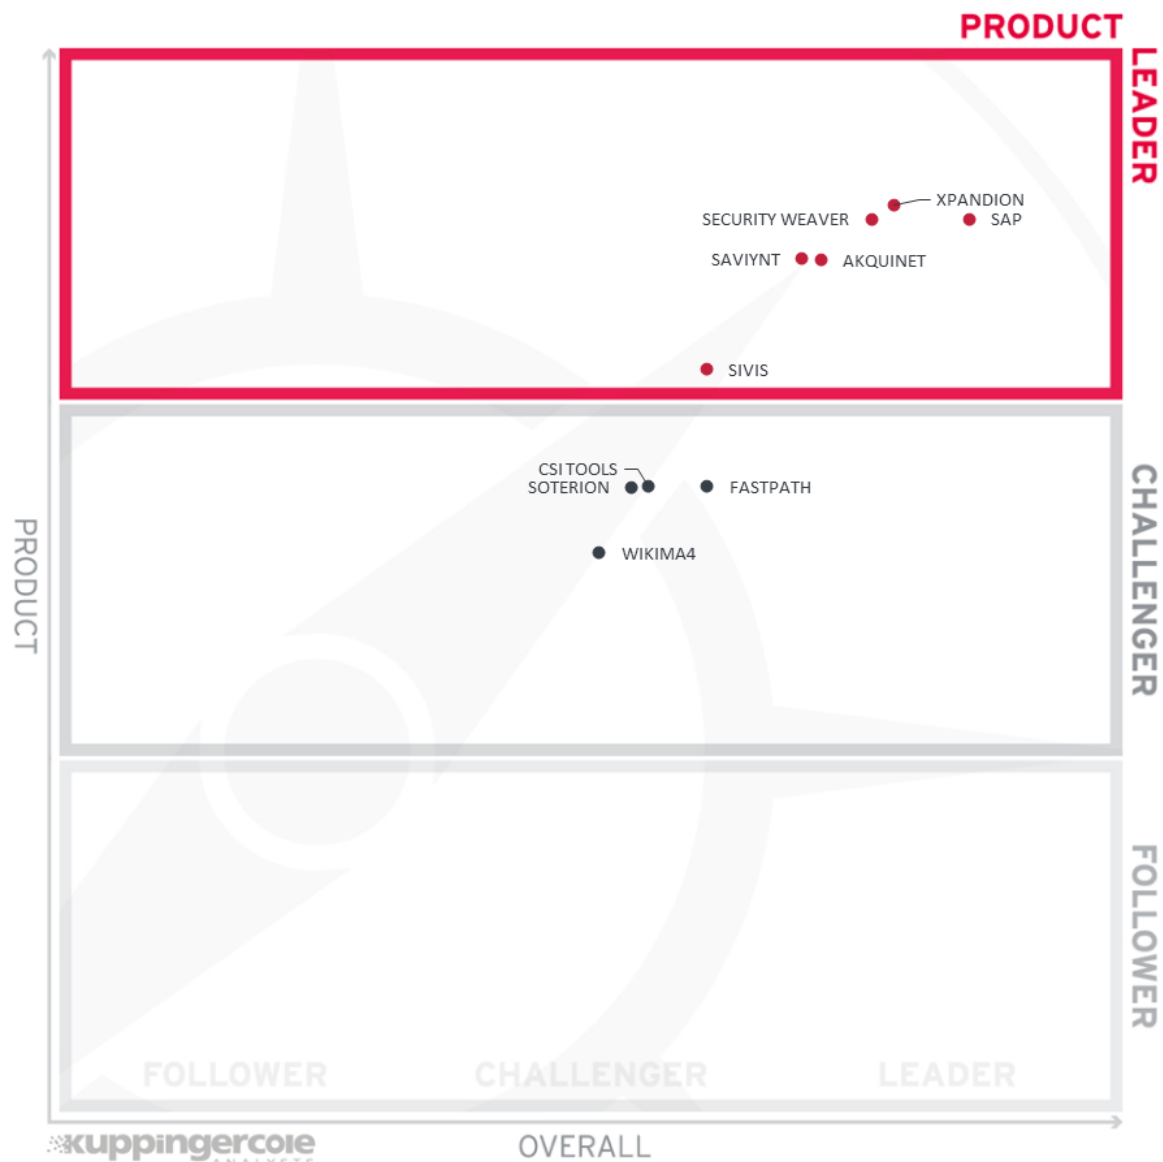 PRODUCT
LEADER
XPANDION
SECURITY WEAVER
SAP
SAVIYNT
AKQUINET
SIVIS
CSI TOOLS
SOTERION
FASTPATH
WIKIMA4
CHALLENGER
PRODUCT
FOLLOWER
FOLLOWER
CHALLENGER
LEADER
kuppingercole
ANALYSTS
OVERALL